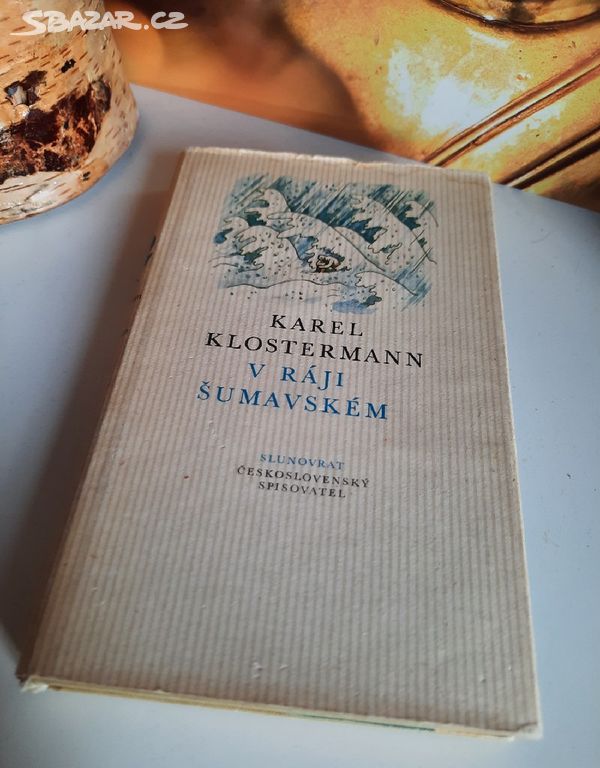 SBAZAR.CZ
KAREL
KLOSTERMANN
V RÁJI
ŠUMAVSKÉM
SLUNOVRAT
ČESKOSLOVENSKÝ
SPISOVATEL